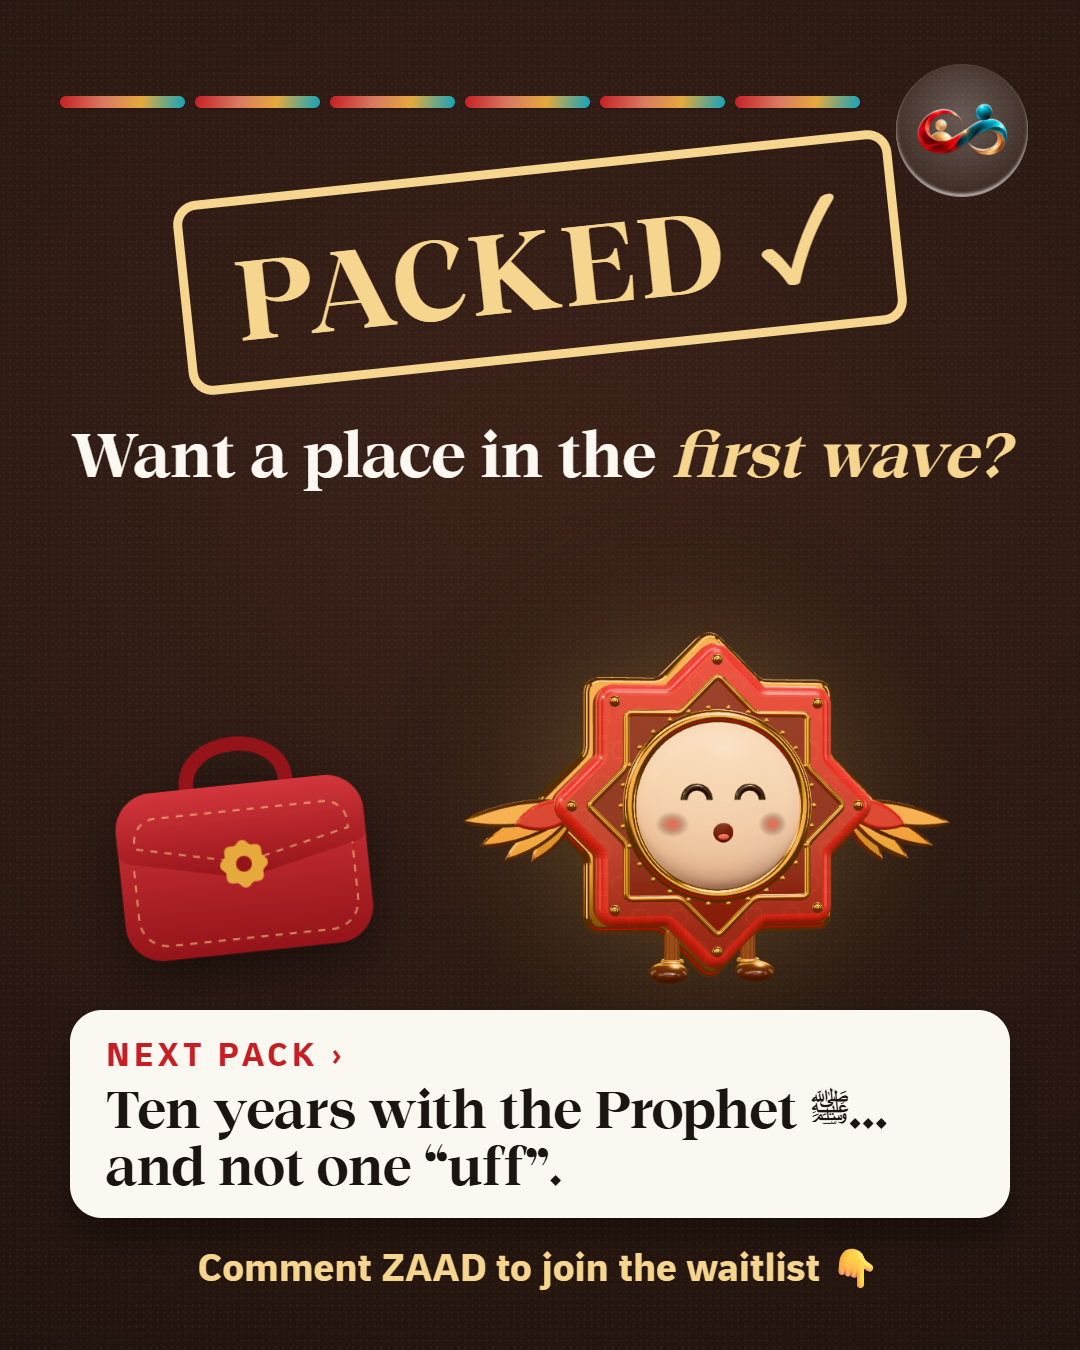 PACKED ✓
Want a place in the first wave?
NEXT PACK ›
Ten years with the Prophet ﷺ...
and not one “uff”.
Comment ZAAD to join the waitlist 👇